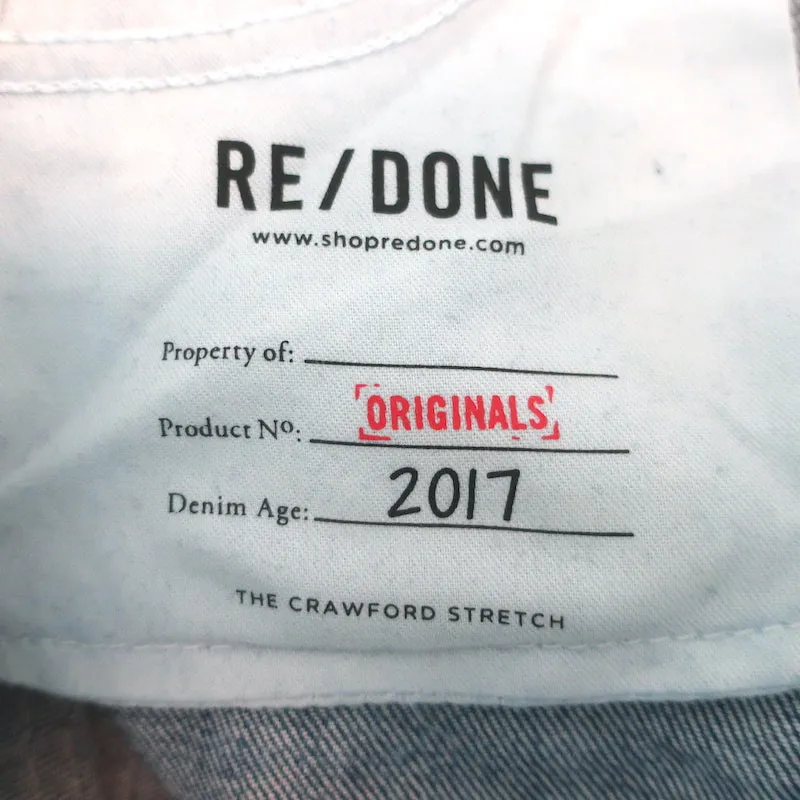 RE/DONE
www.shopredone.com
Property of:
Product Nº: ORIGINALS
Denim Age: 2017
THE CRAWFORD STRETCH